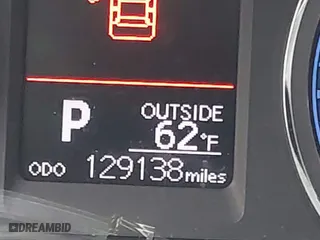 P
OUTSIDE
62°F
ODO 129138 miles
DREAMBID